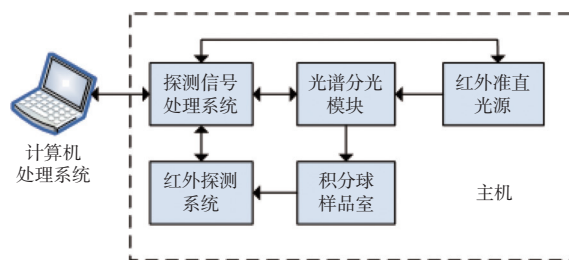 探测信号
处理系统
光谱分光
模块
红外准直
光源
计算机
处理系统
红外探测
系统
积分球
样品室
主机